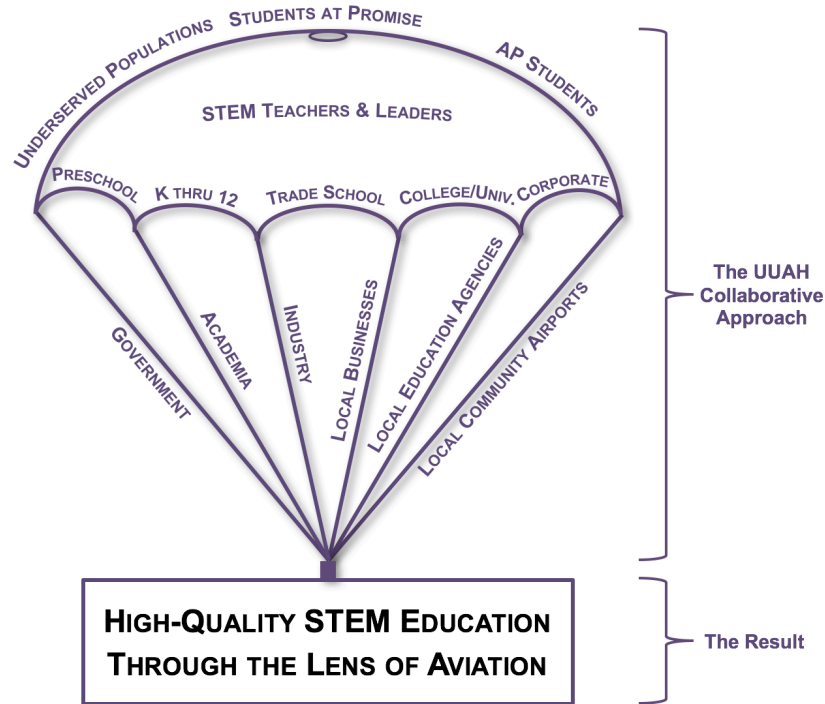 UNDERSERVED POPULATIONS
STUDENTS AT PROMISE
AP STUDENTS
STEM TEACHERS & LEADERS
PRESCHOOL
K THRU 12
TRADE SCHOOL
COLLEGE/UNIV.
CORPORATE
GOVERNMENT
ACADEMIA
INDUSTRY
LOCAL BUSINESSES
LOCAL EDUCATION AGENCIES
LOCAL COMMUNITY AIRPORTS
The UUAH
Collaborative
Approach
HIGH-QUALITY STEM EDUCATION
THROUGH THE LENS OF AVIATION
The Result